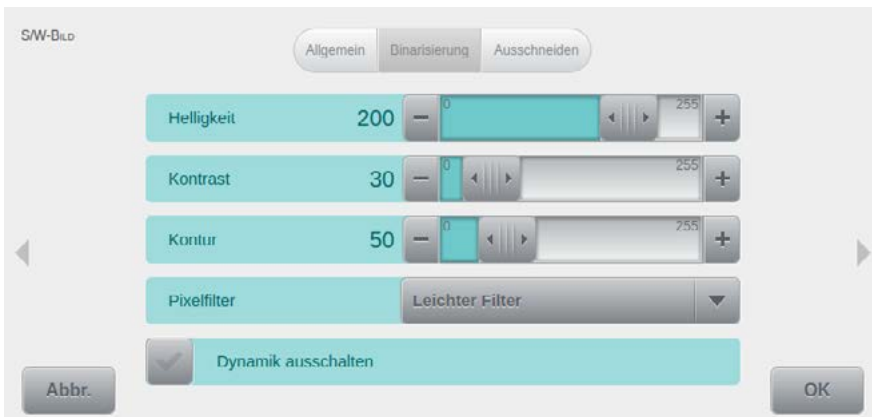 S/W-BILD
Allgemein Binarisierung Ausschneiden
Helligkeit 200 − 0 255 +
Kontrast 30 − 0 255 +
Kontur 50 − 0 255 +
Pixelfilter Leichter Filter
Dynamik ausschalten
Abbr. OK